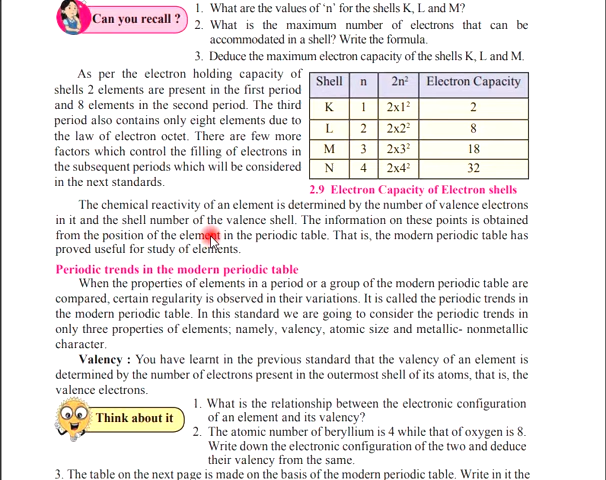 Can you recall ?
1. What are the values of ‘n’ for the shells K, L and M?
2. What is the maximum number of electrons that can be
accommodated in a shell? Write the formula.
3. Deduce the maximum electron capacity of the shells K, L and M.
As per the electron holding capacity of
shells 2 elements are present in the first period
and 8 elements in the second period. The third
period also contains only eight elements due to
the law of electron octet. There are few more
factors which control the filling of electrons in
the subsequent periods which will be considered
in the next standards.
Shell n 2n² Electron Capacity
K 1 2x1² 2
L 2 2x2² 8
M 3 2x3² 18
N 4 2x4² 32
2.9 Electron Capacity of Electron shells
The chemical reactivity of an element is determined by the number of valence electrons
in it and the shell number of the valence shell. The information on these points is obtained
from the position of the element in the periodic table. That is, the modern periodic table has
proved useful for study of elements.
Periodic trends in the modern periodic table
When the properties of elements in a period or a group of the modern periodic table are
compared, certain regularity is observed in their variations. It is called the periodic trends in
the modern periodic table. In this standard we are going to consider the periodic trends in
only three properties of elements; namely, valency, atomic size and metallic- nonmetallic
character.
Valency : You have learnt in the previous standard that the valency of an element is
determined by the number of electrons present in the outermost shell of its atoms, that is, the
valence electrons.
Think about it
1. What is the relationship between the electronic configuration
of an element and its valency?
2. The atomic number of beryllium is 4 while that of oxygen is 8.
Write down the electronic configuration of the two and deduce
their valency from the same.
3. The table on the next page is made on the basis of the modern periodic table. Write in it the